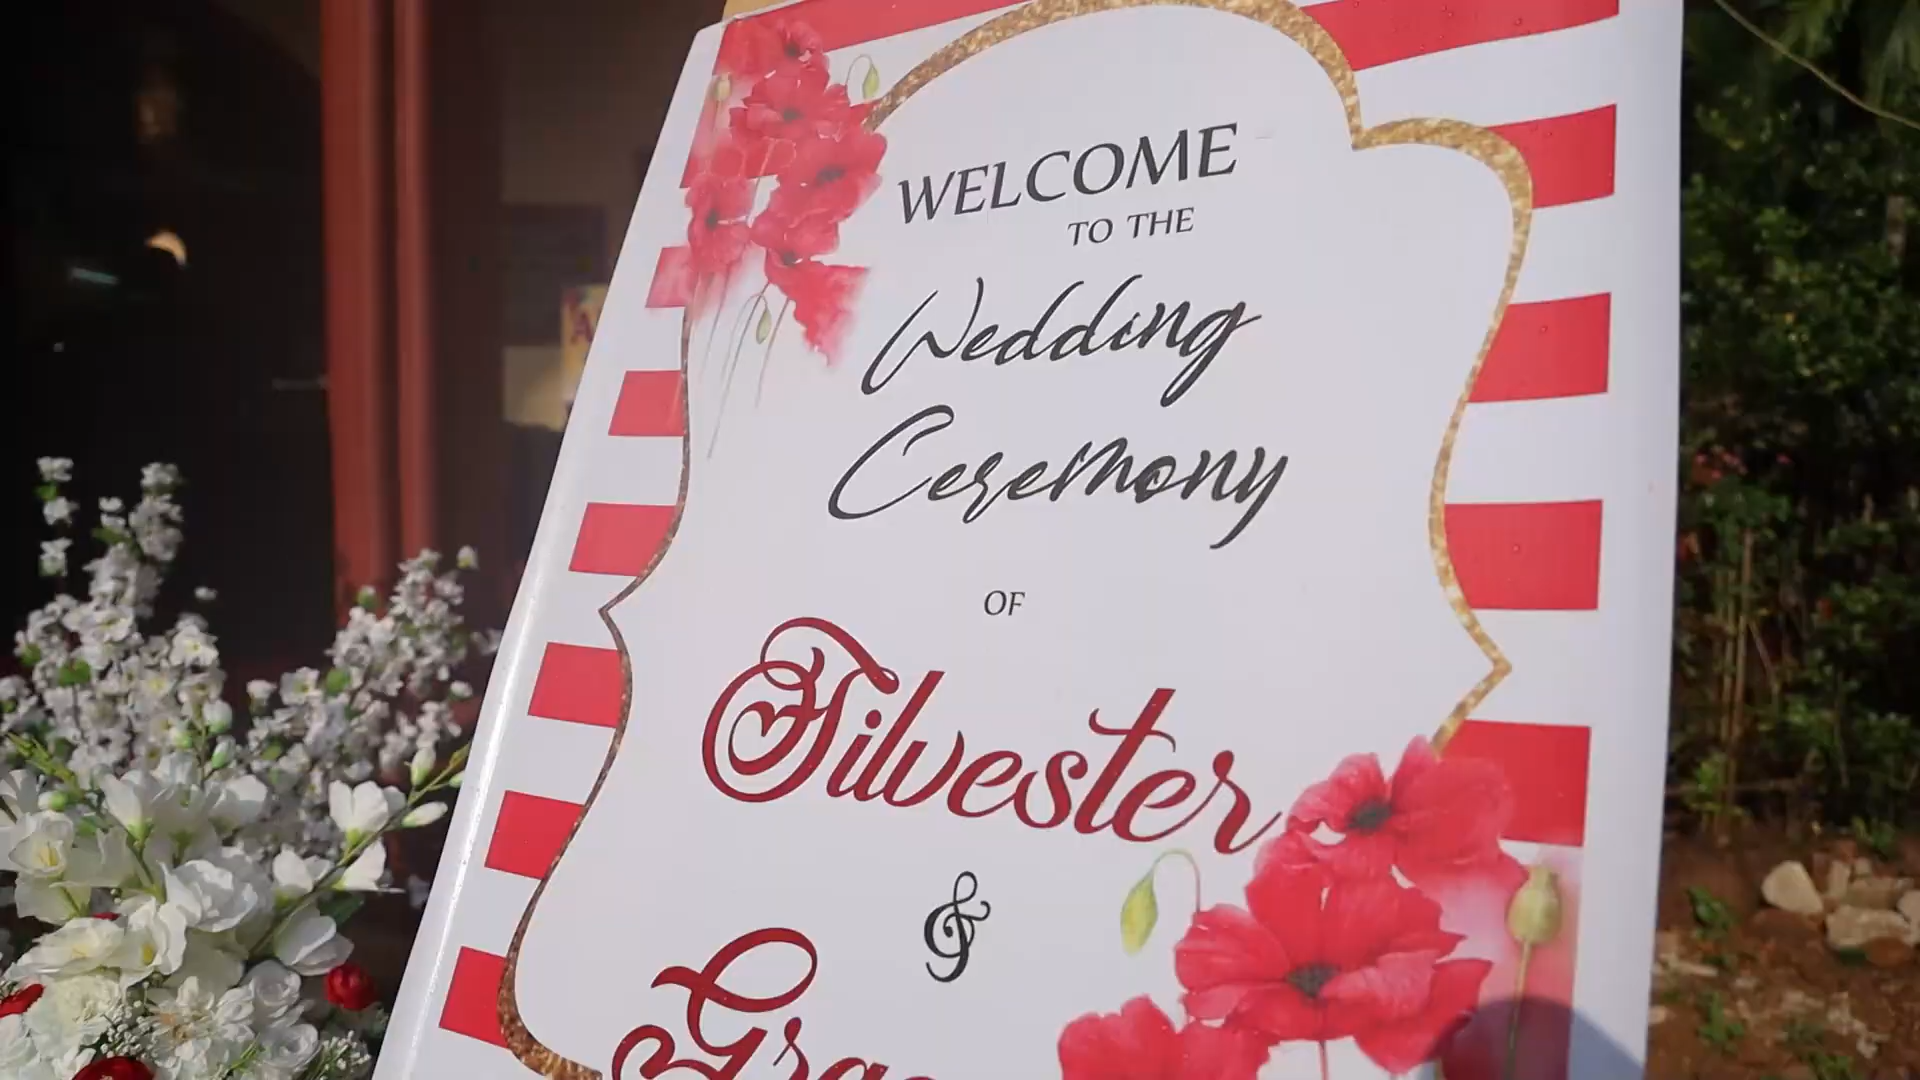 WELCOME
TO THE
Wedding
Ceremony
OF
Silvester
&